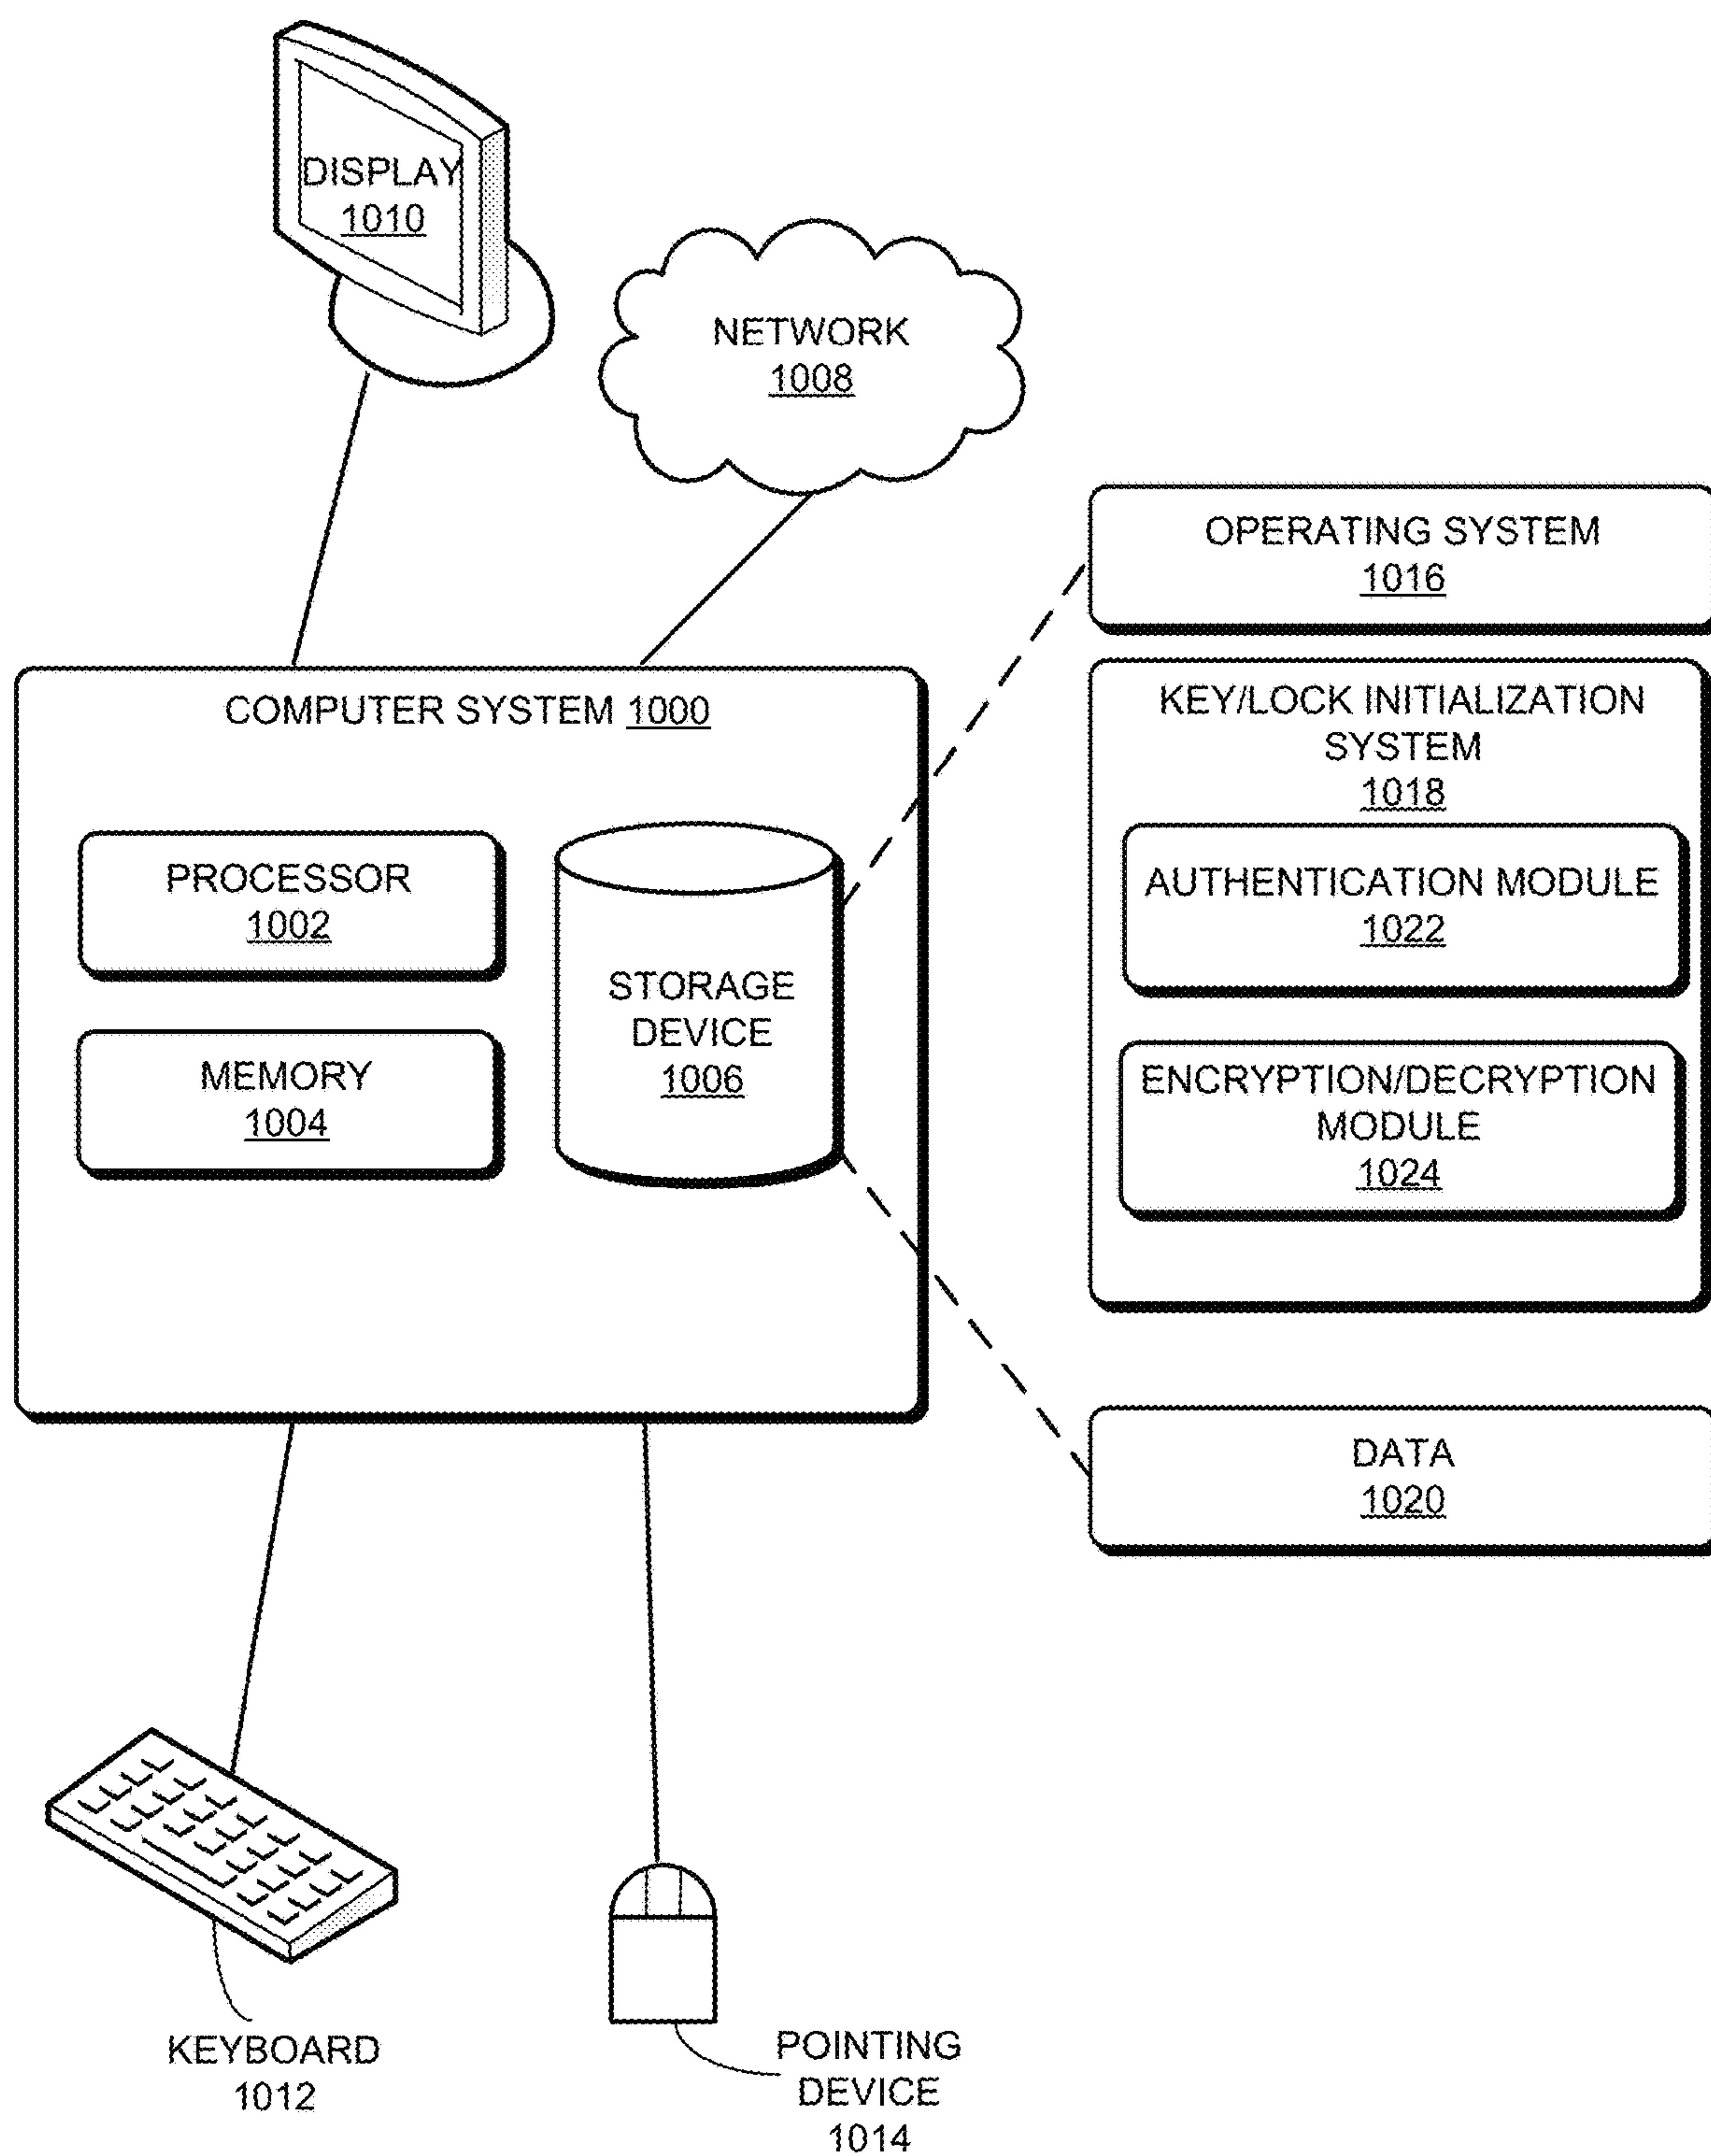 DISPLAY
1010
NETWORK
1008
OPERATING SYSTEM
1016
COMPUTER SYSTEM 1000
KEY/LOCK INITIALIZATION
SYSTEM
1018
PROCESSOR
1002
AUTHENTICATION MODULE
1022
STORAGE
DEVICE
1006
MEMORY
1004
ENCRYPTION/DECRYPTION
MODULE
1024
DATA
1020
KEYBOARD
1012
POINTING
DEVICE
1014